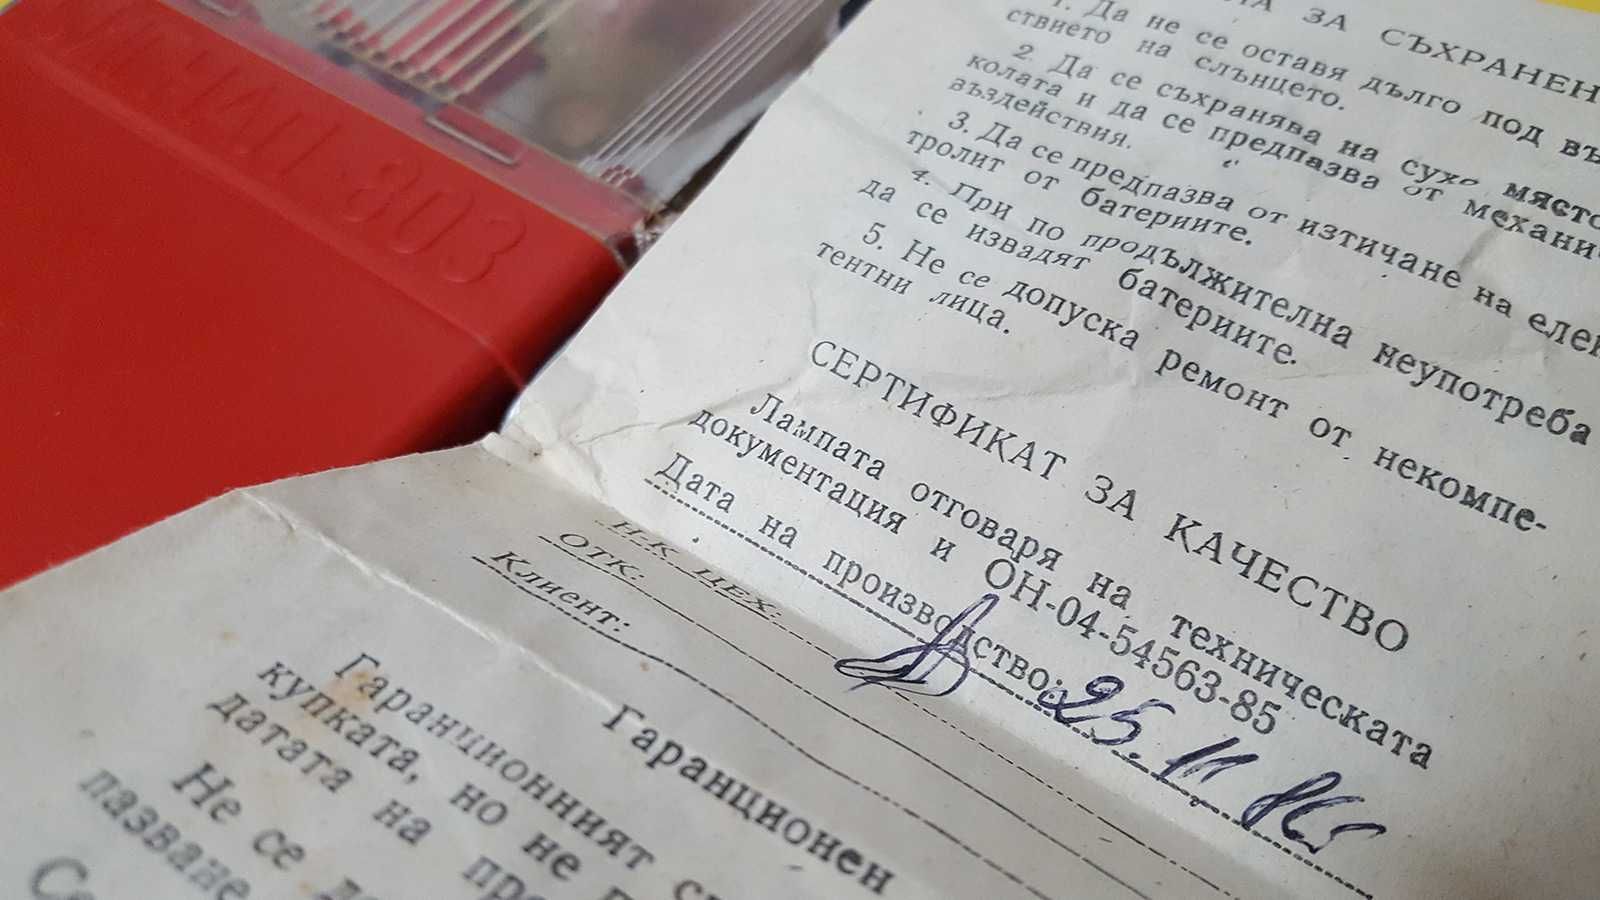 ЗА СЪХРАНЕН
1. Да не се оставя дълго под въ
ствието на слънцето.
2. Да се съхранява на сухо място
колата и да се предпазва от механич
въздействия.
3. Да се предпазва от изтичане на елек
тролит от батериите.
4. При по продължителна неупотреба
да се извадят батериите.
5. Не се допуска ремонт от некомпе-
тентни лица.
СЕРТИФИКАТ ЗА КАЧЕСТВО
Лампата отговаря на техническата
документация и ОН-04-54563-85
Дата на производство: 25. 11
Н-К ЦЕХ:
ОТК:
Клиент:
Гаранционен
Гаранционният
купката, но не
датата на пр
Не се
пазване
803